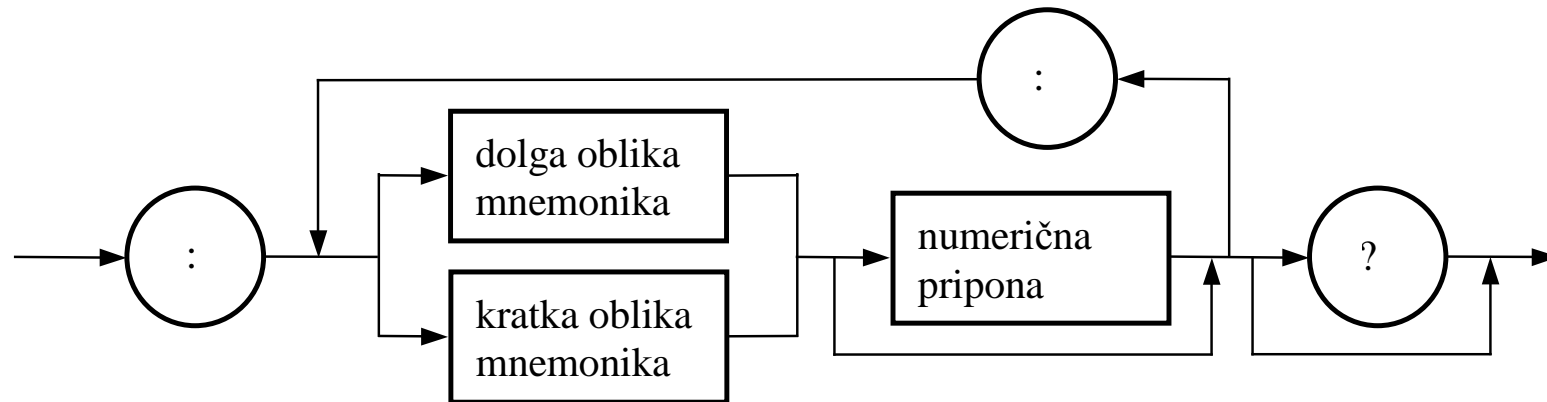 :
:
dolga oblika
mnemonika
kratka oblika
mnemonika
numerična
pripona
?